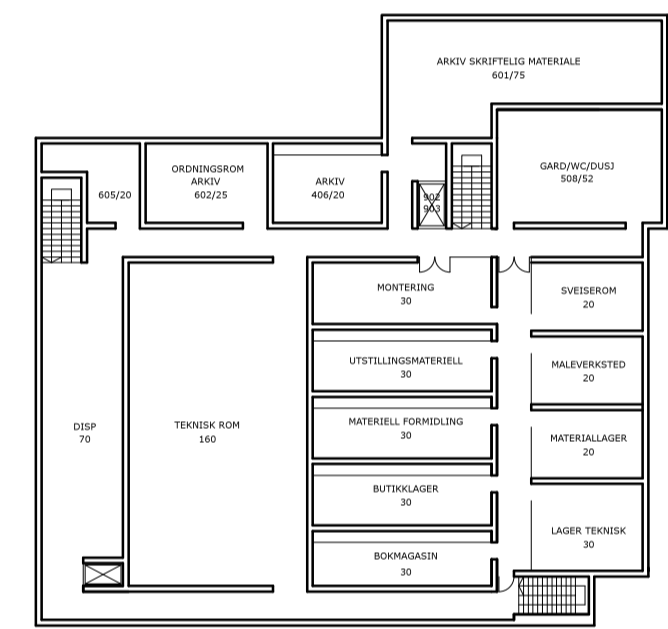 ARKIV SKRIFTELIG MATERIALE
601/75
ORDNINGSROM
ARKIV
602/25
ARKIV
406/20
605/20
902
903
GARD/WC/DUSJ
508/52
MONTERING
30
SVEISEROM
20
UTSTILLINGSMATERIELL
30
MALEVERKSTED
20
DISP
70
TEKNISK ROM
160
MATERIELL FORMIDLING
30
MATERIALLAGER
20
BUTIKKLAGER
30
LAGER TEKNISK
30
BOKMAGASIN
30